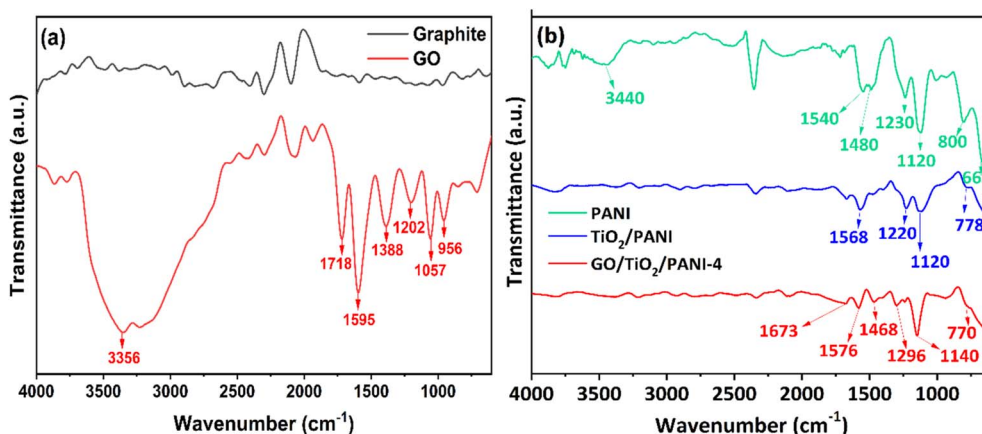 (a)
Graphite
GO
3356
1718
1595
1388
1202
1057
956
Transmittance (a.u.)
4000 3500 3000 2500 2000 1500 1000
Wavenumber (cm⁻¹)
(b)
3440
1540
1480
1230
1120
800
66
PANI
TiO₂/PANI
GO/TiO₂/PANI-4
1568
1220
1120
778
1673
1576
1468
1296
1140
770
Transmittance (a.u.)
4000 3500 3000 2500 2000 1500 1000
Wavenumber (cm⁻¹)